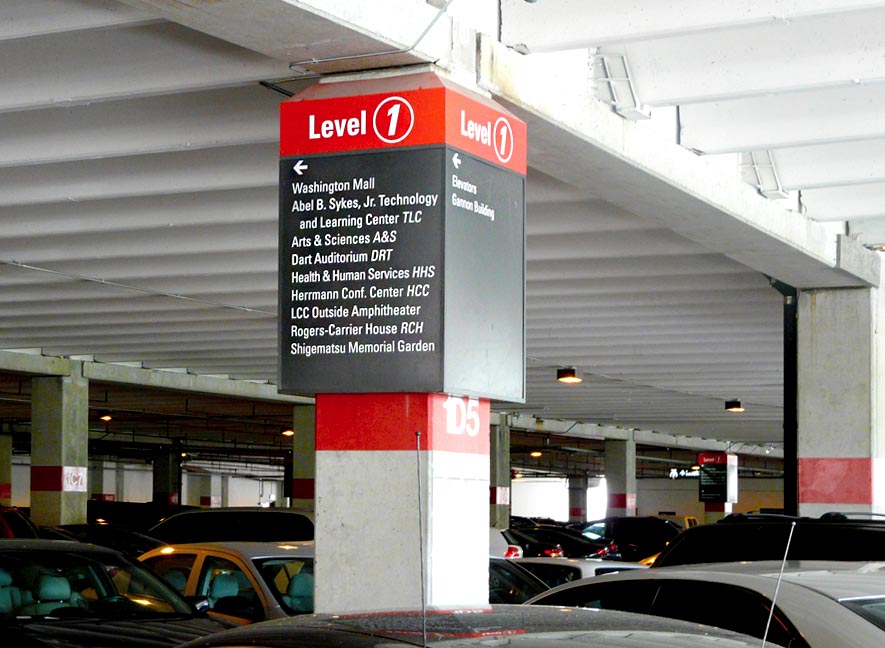 Level 1
←
Washington Mall
Abel B. Sykes, Jr. Technology
and Learning Center TLC
Arts & Sciences A&S
Dart Auditorium DRT
Health & Human Services HHS
Herrmann Conf. Center HCC
LCC Outside Amphitheater
Rogers-Carrier House RCH
Shigematsu Memorial Garden
Level 1
←
Elevators
Gannon Building
1D5
1C7
Level 1